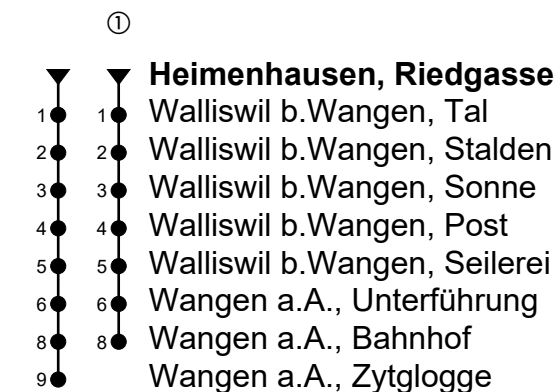 ①
Heimenhausen, Riedgasse
1 1 Walliswil b.Wangen, Tal
2 2 Walliswil b.Wangen, Stalden
3 3 Walliswil b.Wangen, Sonne
4 4 Walliswil b.Wangen, Post
5 5 Walliswil b.Wangen, Seilerei
6 6 Wangen a.A., Unterführung
8 8 Wangen a.A., Bahnhof
9 Wangen a.A., Zytglogge